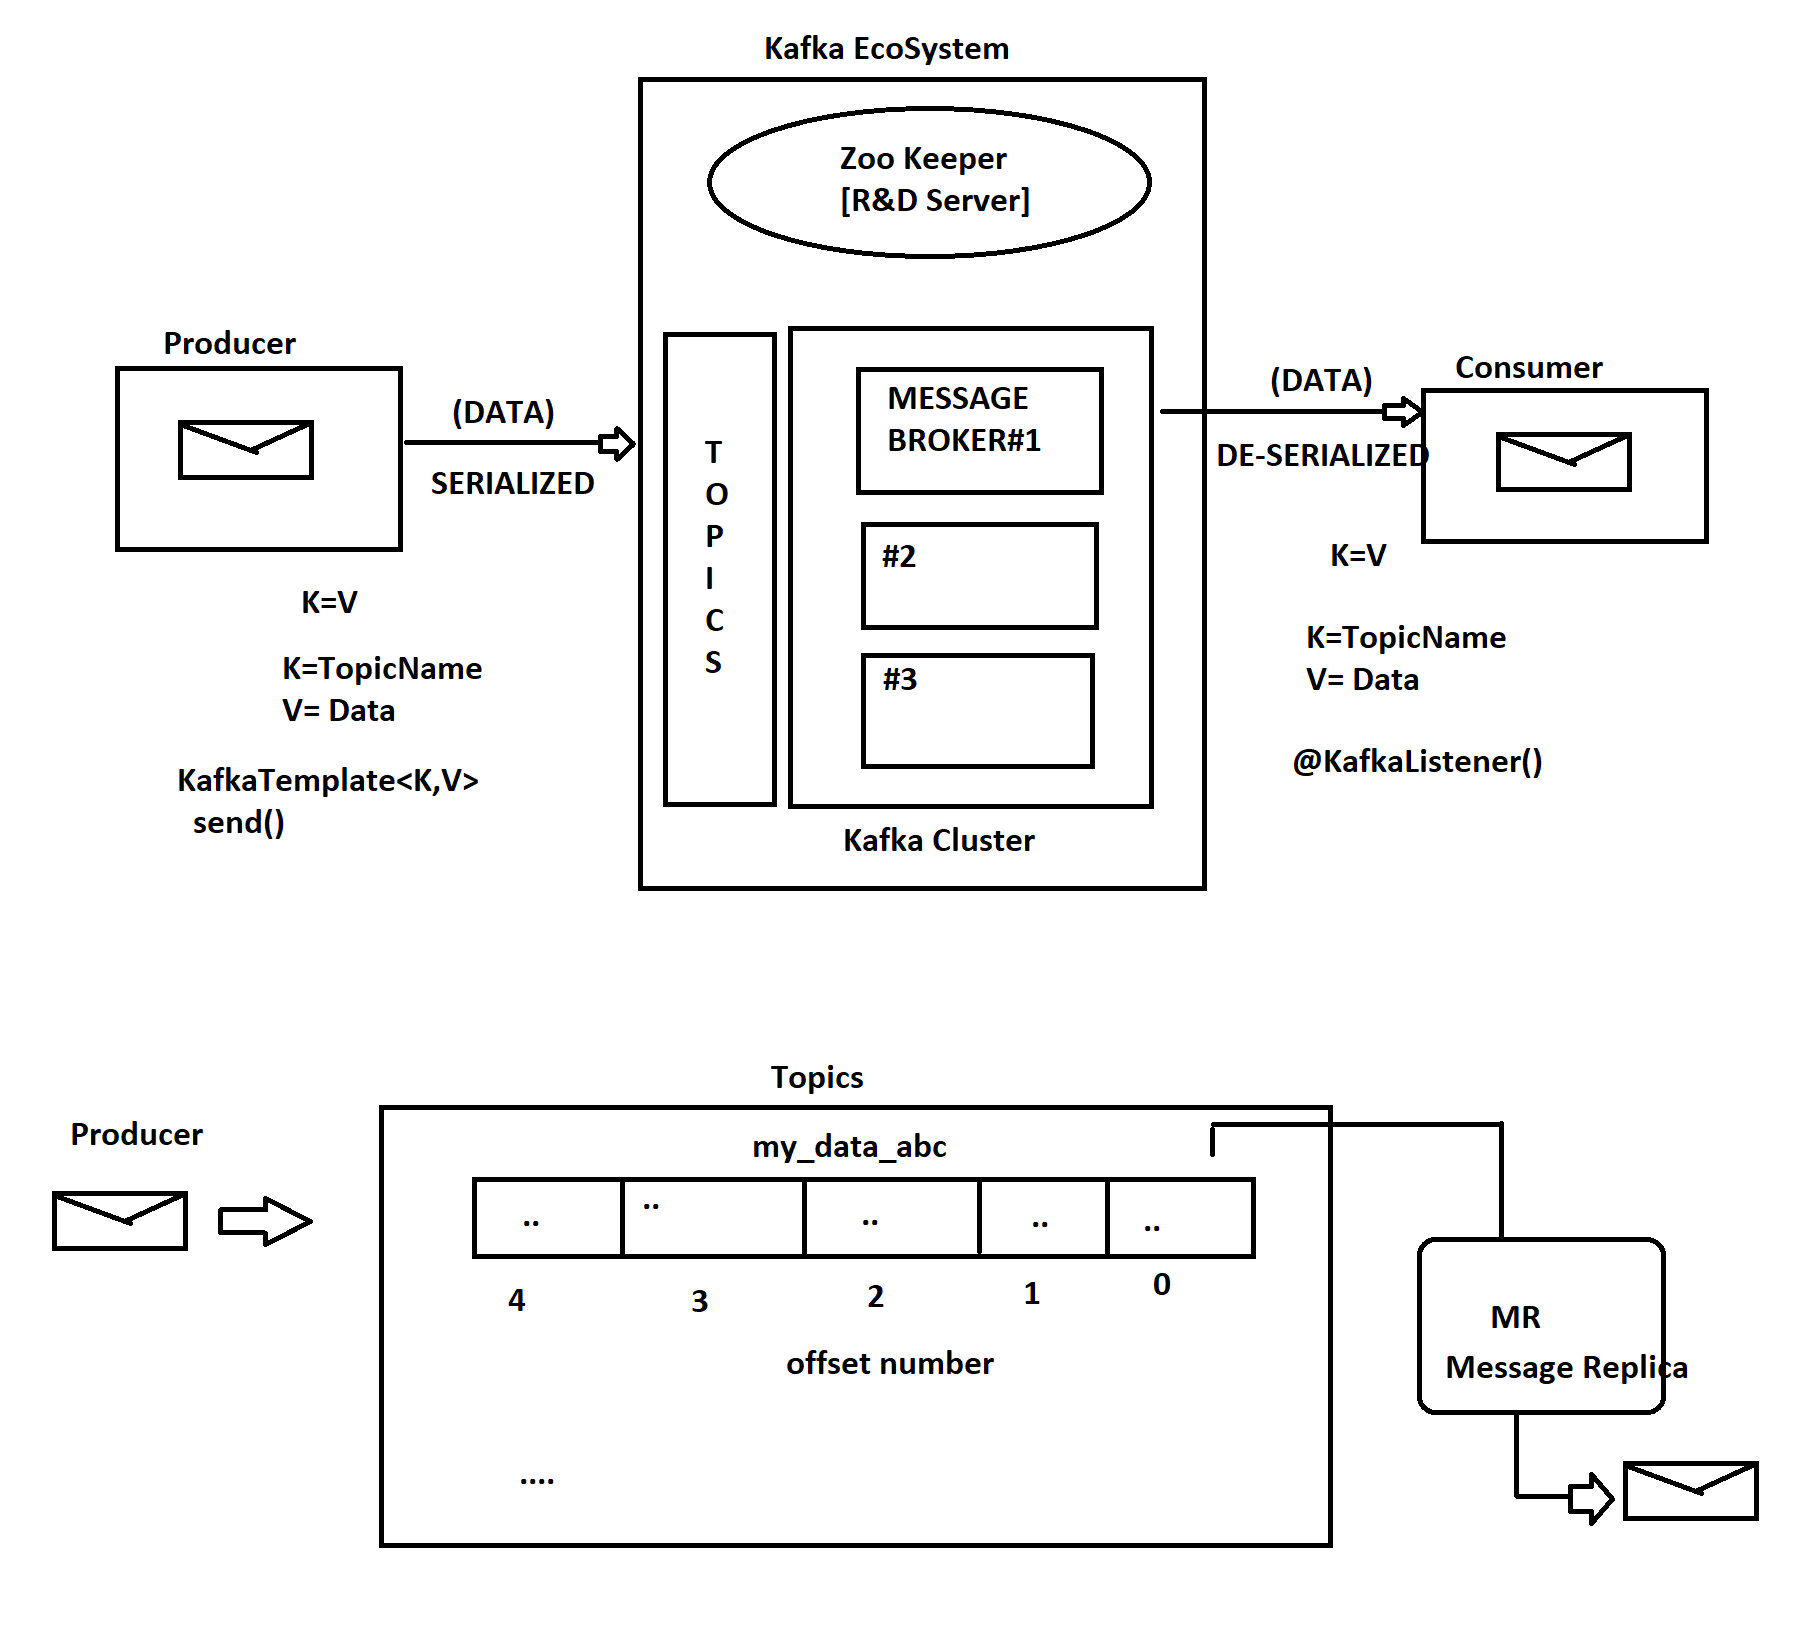 Kafka EcoSystem
Zoo Keeper
[R&D Server]
Producer
(DATA)
SERIALIZED
K=V
K=TopicName
V= Data
KafkaTemplate<K,V>
send()
T
O
P
I
C
S
MESSAGE
BROKER#1
#2
#3
Kafka Cluster
(DATA)
DE-SERIALIZED
Consumer
K=V
K=TopicName
V= Data
@KafkaListener()
Topics
Producer
my_data_abc
.. .. .. .. ..
4 3 2 1 0
offset number
....
MR
Message Replica